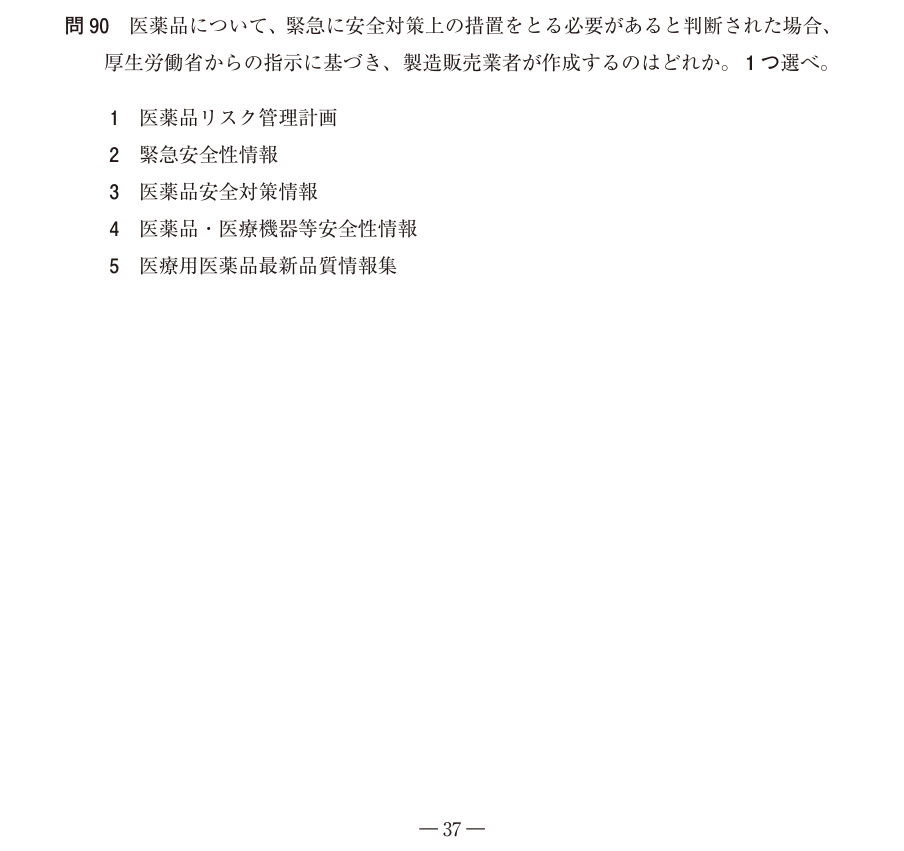 問 90　医薬品について、緊急に安全対策上の措置をとる必要があると判断された場合、
厚生労働省からの指示に基づき、製造販売業者が作成するのはどれか。1つ選べ。
1　医薬品リスク管理計画
2　緊急安全性情報
3　医薬品安全対策情報
4　医薬品・医療機器等安全性情報
5　医療用医薬品最新品質情報集
— 37 —